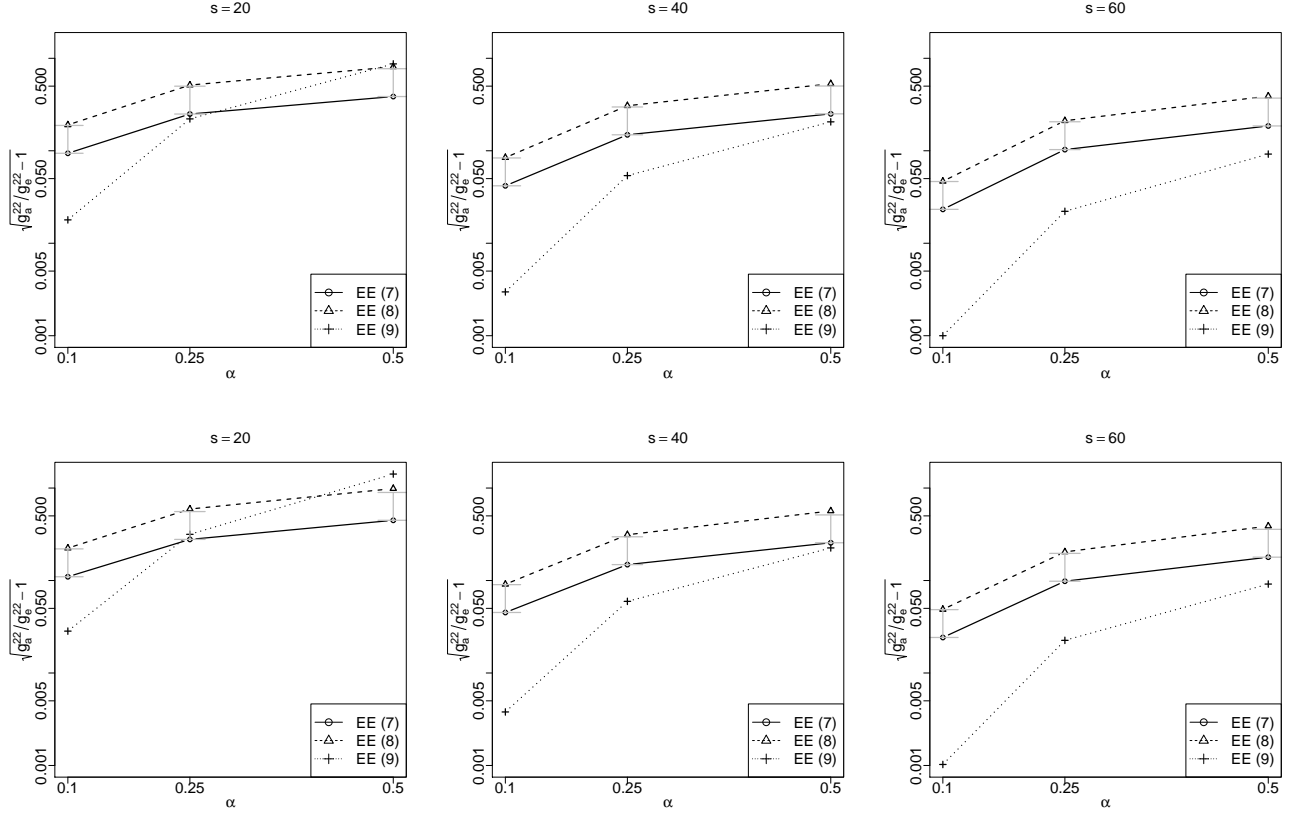 s = 20
s = 40
s = 60
√g_a^22/g_e^22 − 1
0.500
0.050
0.005
0.001
EE (7)
EE (8)
EE (9)
0.1 0.25 0.5
α
√g_a^22/g_e^22 − 1
0.500
0.050
0.005
0.001
EE (7)
EE (8)
EE (9)
0.1 0.25 0.5
α
√g_a^22/g_e^22 − 1
0.500
0.050
0.005
0.001
EE (7)
EE (8)
EE (9)
0.1 0.25 0.5
α
s = 20
s = 40
s = 60
√g_a^22/g_e^22 − 1
0.500
0.050
0.005
0.001
EE (7)
EE (8)
EE (9)
0.1 0.25 0.5
α
√g_a^22/g_e^22 − 1
0.500
0.050
0.005
0.001
EE (7)
EE (8)
EE (9)
0.1 0.25 0.5
α
√g_a^22/g_e^22 − 1
0.500
0.050
0.005
0.001
EE (7)
EE (8)
EE (9)
0.1 0.25 0.5
α